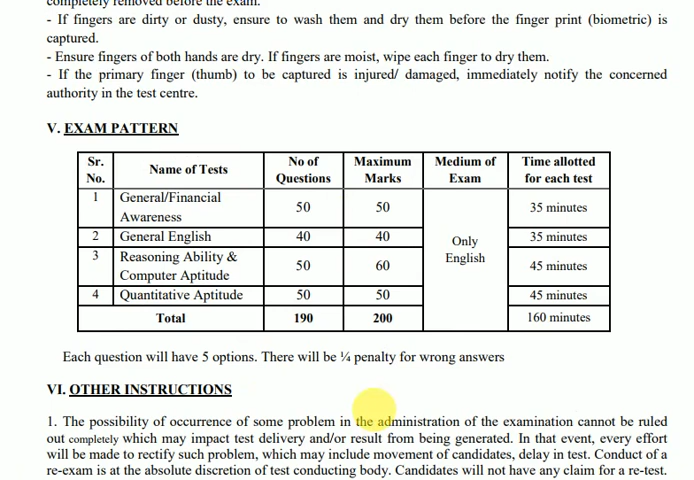 completely removed before the exam.
- If fingers are dirty or dusty, ensure to wash them and dry them before the finger print (biometric) is
captured.
- Ensure fingers of both hands are dry. If fingers are moist, wipe each finger to dry them.
- If the primary finger (thumb) to be captured is injured/ damaged, immediately notify the concerned
authority in the test centre.
V. EXAM PATTERN
Sr. No. Name of Tests No of Questions Maximum Marks Medium of Exam Time allotted for each test
1 General/Financial Awareness 50 50 35 minutes
2 General English 40 40 Only English 35 minutes
3 Reasoning Ability & Computer Aptitude 50 60 45 minutes
4 Quantitative Aptitude 50 50 45 minutes
Total 190 200 160 minutes
Each question will have 5 options. There will be ¼ penalty for wrong answers
VI. OTHER INSTRUCTIONS
1. The possibility of occurrence of some problem in the administration of the examination cannot be ruled
out completely which may impact test delivery and/or result from being generated. In that event, every effort
will be made to rectify such problem, which may include movement of candidates, delay in test. Conduct of a
re-exam is at the absolute discretion of test conducting body. Candidates will not have any claim for a re-test.